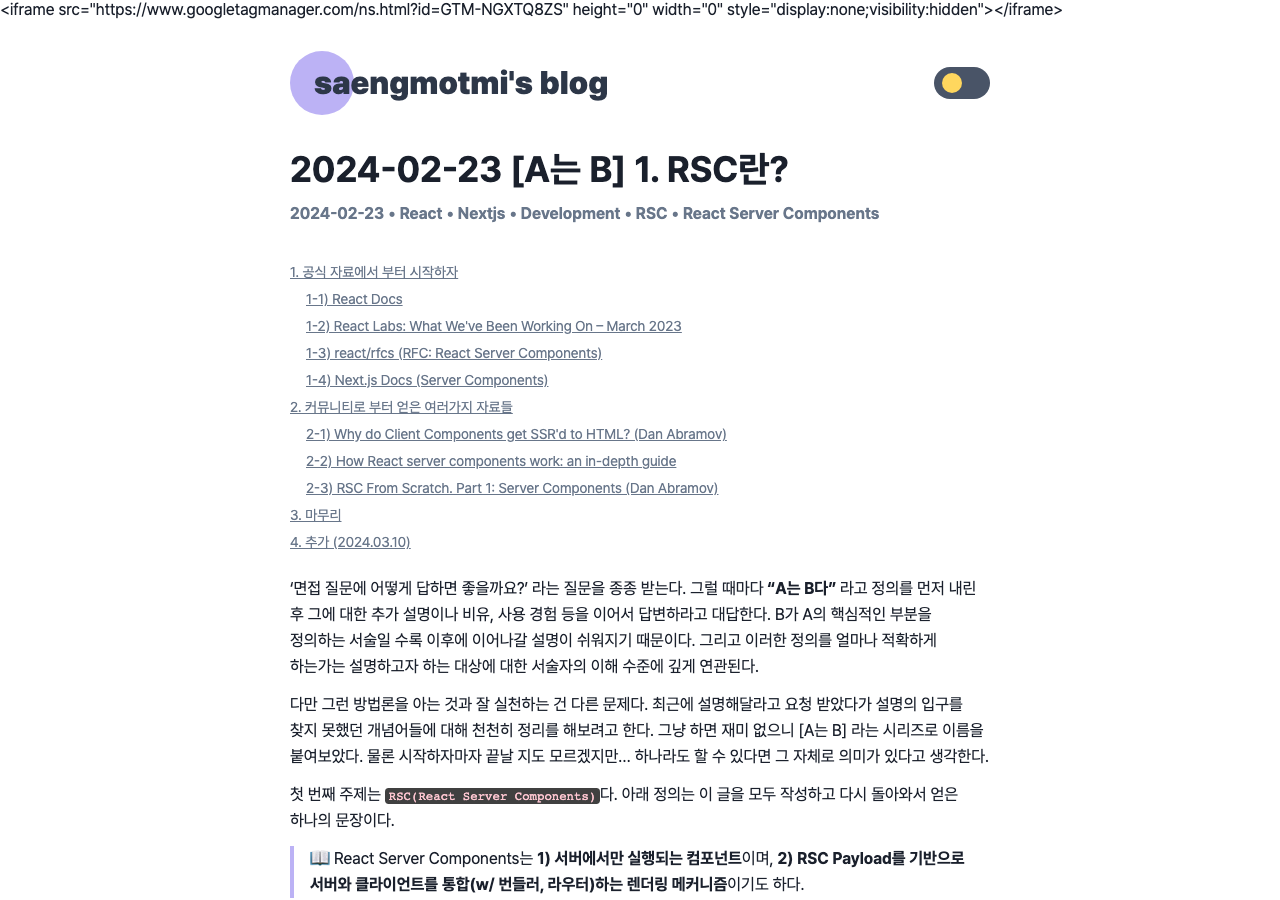 <iframe src="https://www.googletagmanager.com/ns.html?id=GTM-NGXTQ8ZS" height="0" width="0" style="display:none;visibility:hidden"></iframe>
saengmotmi's blog
2024-02-23 [A는 B] 1. RSC란?
2024-02-23 • React • Nextjs • Development • RSC • React Server Components
1. 공식 자료에서 부터 시작하자
1-1) React Docs
1-2) React Labs: What We've Been Working On – March 2023
1-3) react/rfcs (RFC: React Server Components)
1-4) Next.js Docs (Server Components)
2. 커뮤니티로 부터 얻은 여러가지 자료들
2-1) Why do Client Components get SSR'd to HTML? (Dan Abramov)
2-2) How React server components work: an in-depth guide
2-3) RSC From Scratch. Part 1: Server Components (Dan Abramov)
3. 마무리
4. 추가 (2024.03.10)
‘면접 질문에 어떻게 답하면 좋을까요?’ 라는 질문을 종종 받는다. 그럴 때마다 “A는 B다” 라고 정의를 먼저 내린
후 그에 대한 추가 설명이나 비유, 사용 경험 등을 이어서 답변하라고 대답한다. B가 A의 핵심적인 부분을
정의하는 서술일 수록 이후에 이어나갈 설명이 쉬워지기 때문이다. 그리고 이러한 정의를 얼마나 적확하게
하는가는 설명하고자 하는 대상에 대한 서술자의 이해 수준에 깊게 연관된다.
다만 그런 방법론을 아는 것과 잘 실천하는 건 다른 문제다. 최근에 설명해달라고 요청 받았다가 설명의 입구를
찾지 못했던 개념어들에 대해 천천히 정리를 해보려고 한다. 그냥 하면 재미 없으니 [A는 B] 라는 시리즈로 이름을
붙여보았다. 물론 시작하자마자 끝날 지도 모르겠지만... 하나라도 할 수 있다면 그 자체로 의미가 있다고 생각한다.
첫 번째 주제는 RSC(React Server Components)다. 아래 정의는 이 글을 모두 작성하고 다시 돌아와서 얻은
하나의 문장이다.
📖 React Server Components는 1) 서버에서만 실행되는 컴포넌트이며, 2) RSC Payload를 기반으로
서버와 클라이언트를 통합(w/ 번들러, 라우터)하는 렌더링 메커니즘이기도 하다.